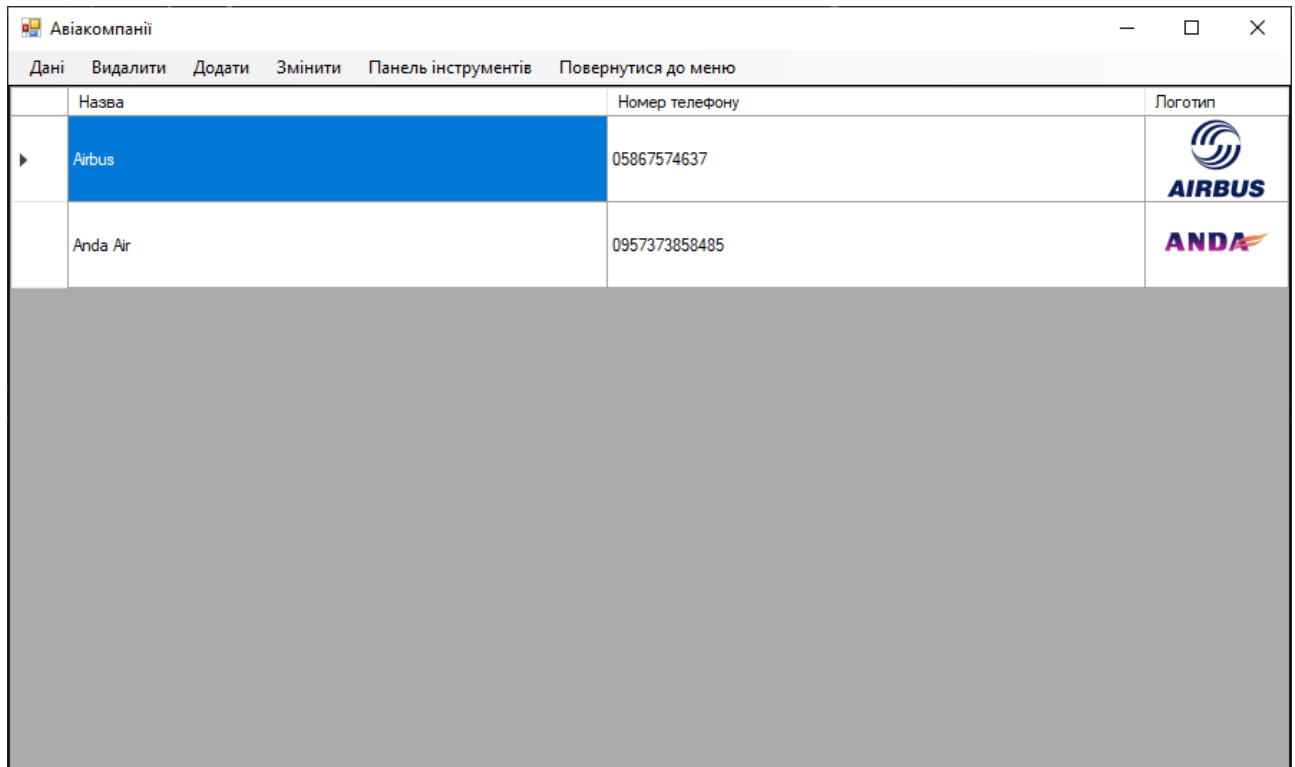 Авіакомпанії
Дані Видалити Додати Змінити Панель інструментів Повернутися до меню
Назва Номер телефону Логотип
Airbus 05867574637 AIRBUS
Anda Air 0957373858485 ANDA